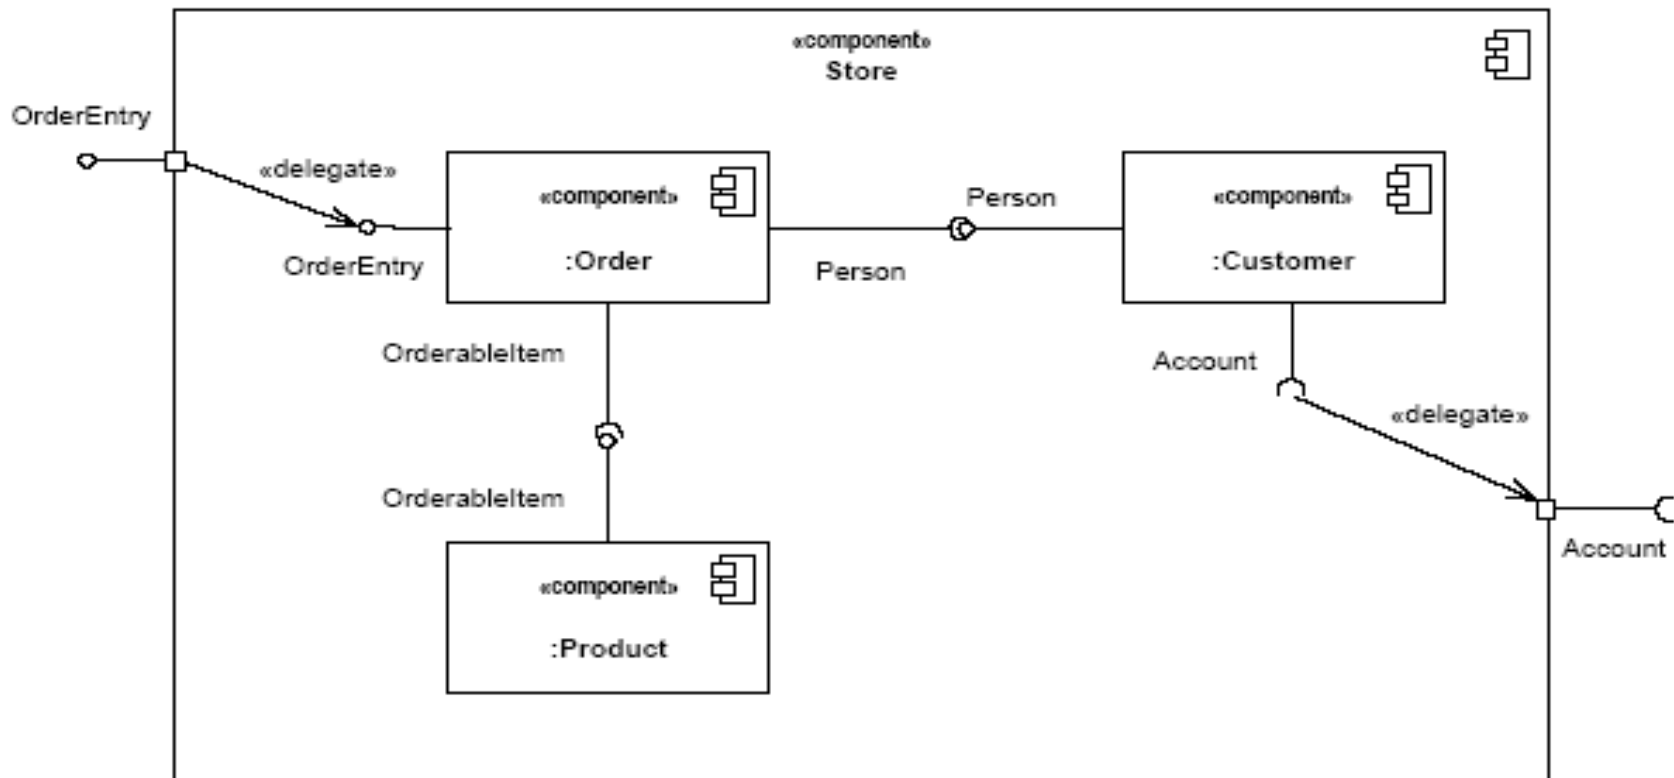 «component»
Store
OrderEntry
«delegate»
«component»
:Order
OrderEntry
Person
Person
«component»
:Customer
OrderableItem
Account
«delegate»
OrderableItem
Account
«component»
:Product